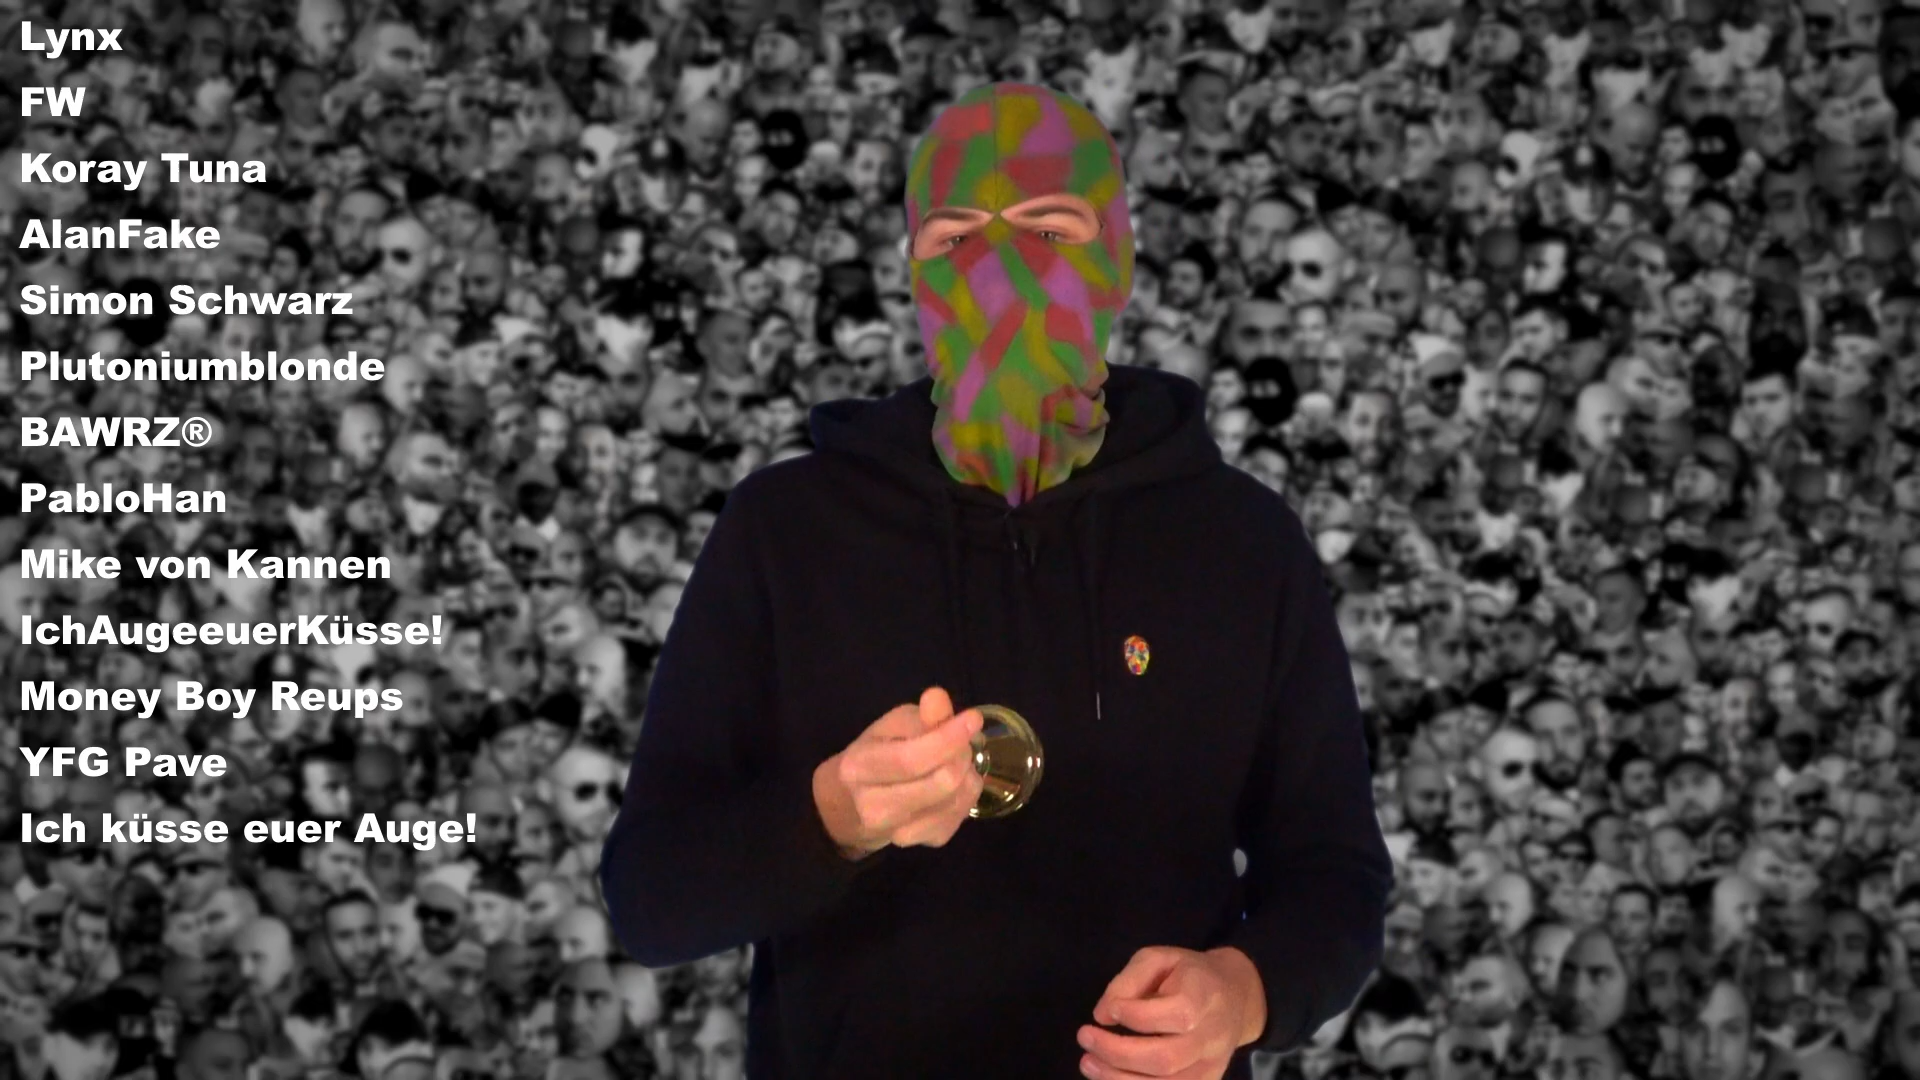 Lynx
FW
Koray Tuna
AlanFake
Simon Schwarz
Plutoniumblonde
BAWRZ®
PabloHan
Mike von Kannen
IchAugeeuerKüsse!
Money Boy Reups
YFG Pave
Ich küsse euer Auge!